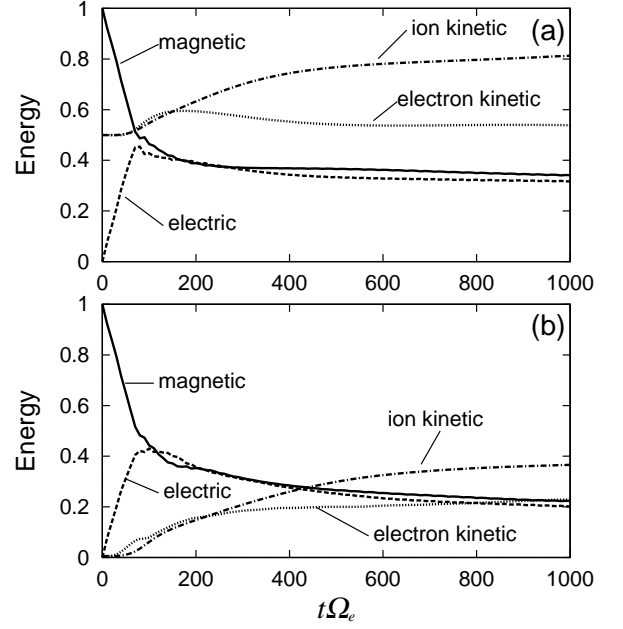 (a)
1
magnetic
ion kinetic
0.8
electron kinetic
0.6
Energy
0.4
electric
0.2
0
0 200 400 600 800 1000
(b)
1
0.8
magnetic
0.6
Energy
ion kinetic
0.4
electric
0.2
electron kinetic
0
0 200 400 600 800 1000
tΩe